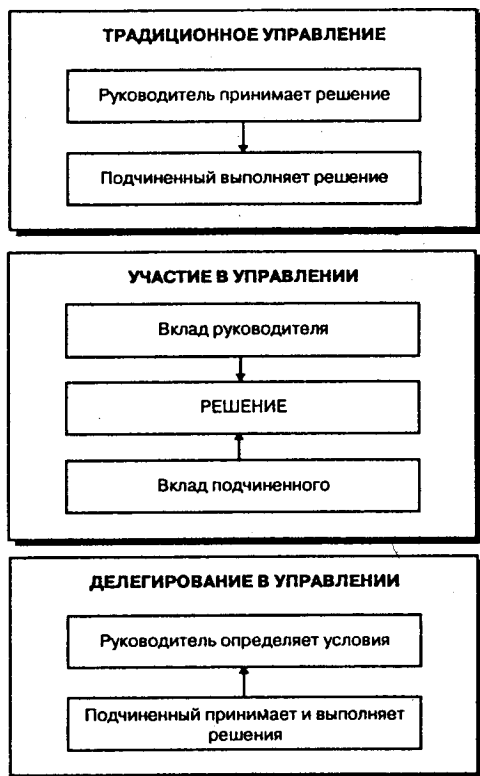 ТРАДИЦИОННОЕ УПРАВЛЕНИЕ
Руководитель принимает решение
Подчиненный выполняет решение
УЧАСТИЕ В УПРАВЛЕНИИ
Вклад руководителя
РЕШЕНИЕ
Вклад подчиненного
ДЕЛЕГИРОВАНИЕ В УПРАВЛЕНИИ
Руководитель определяет условия
Подчиненный принимает и выполняет
решения